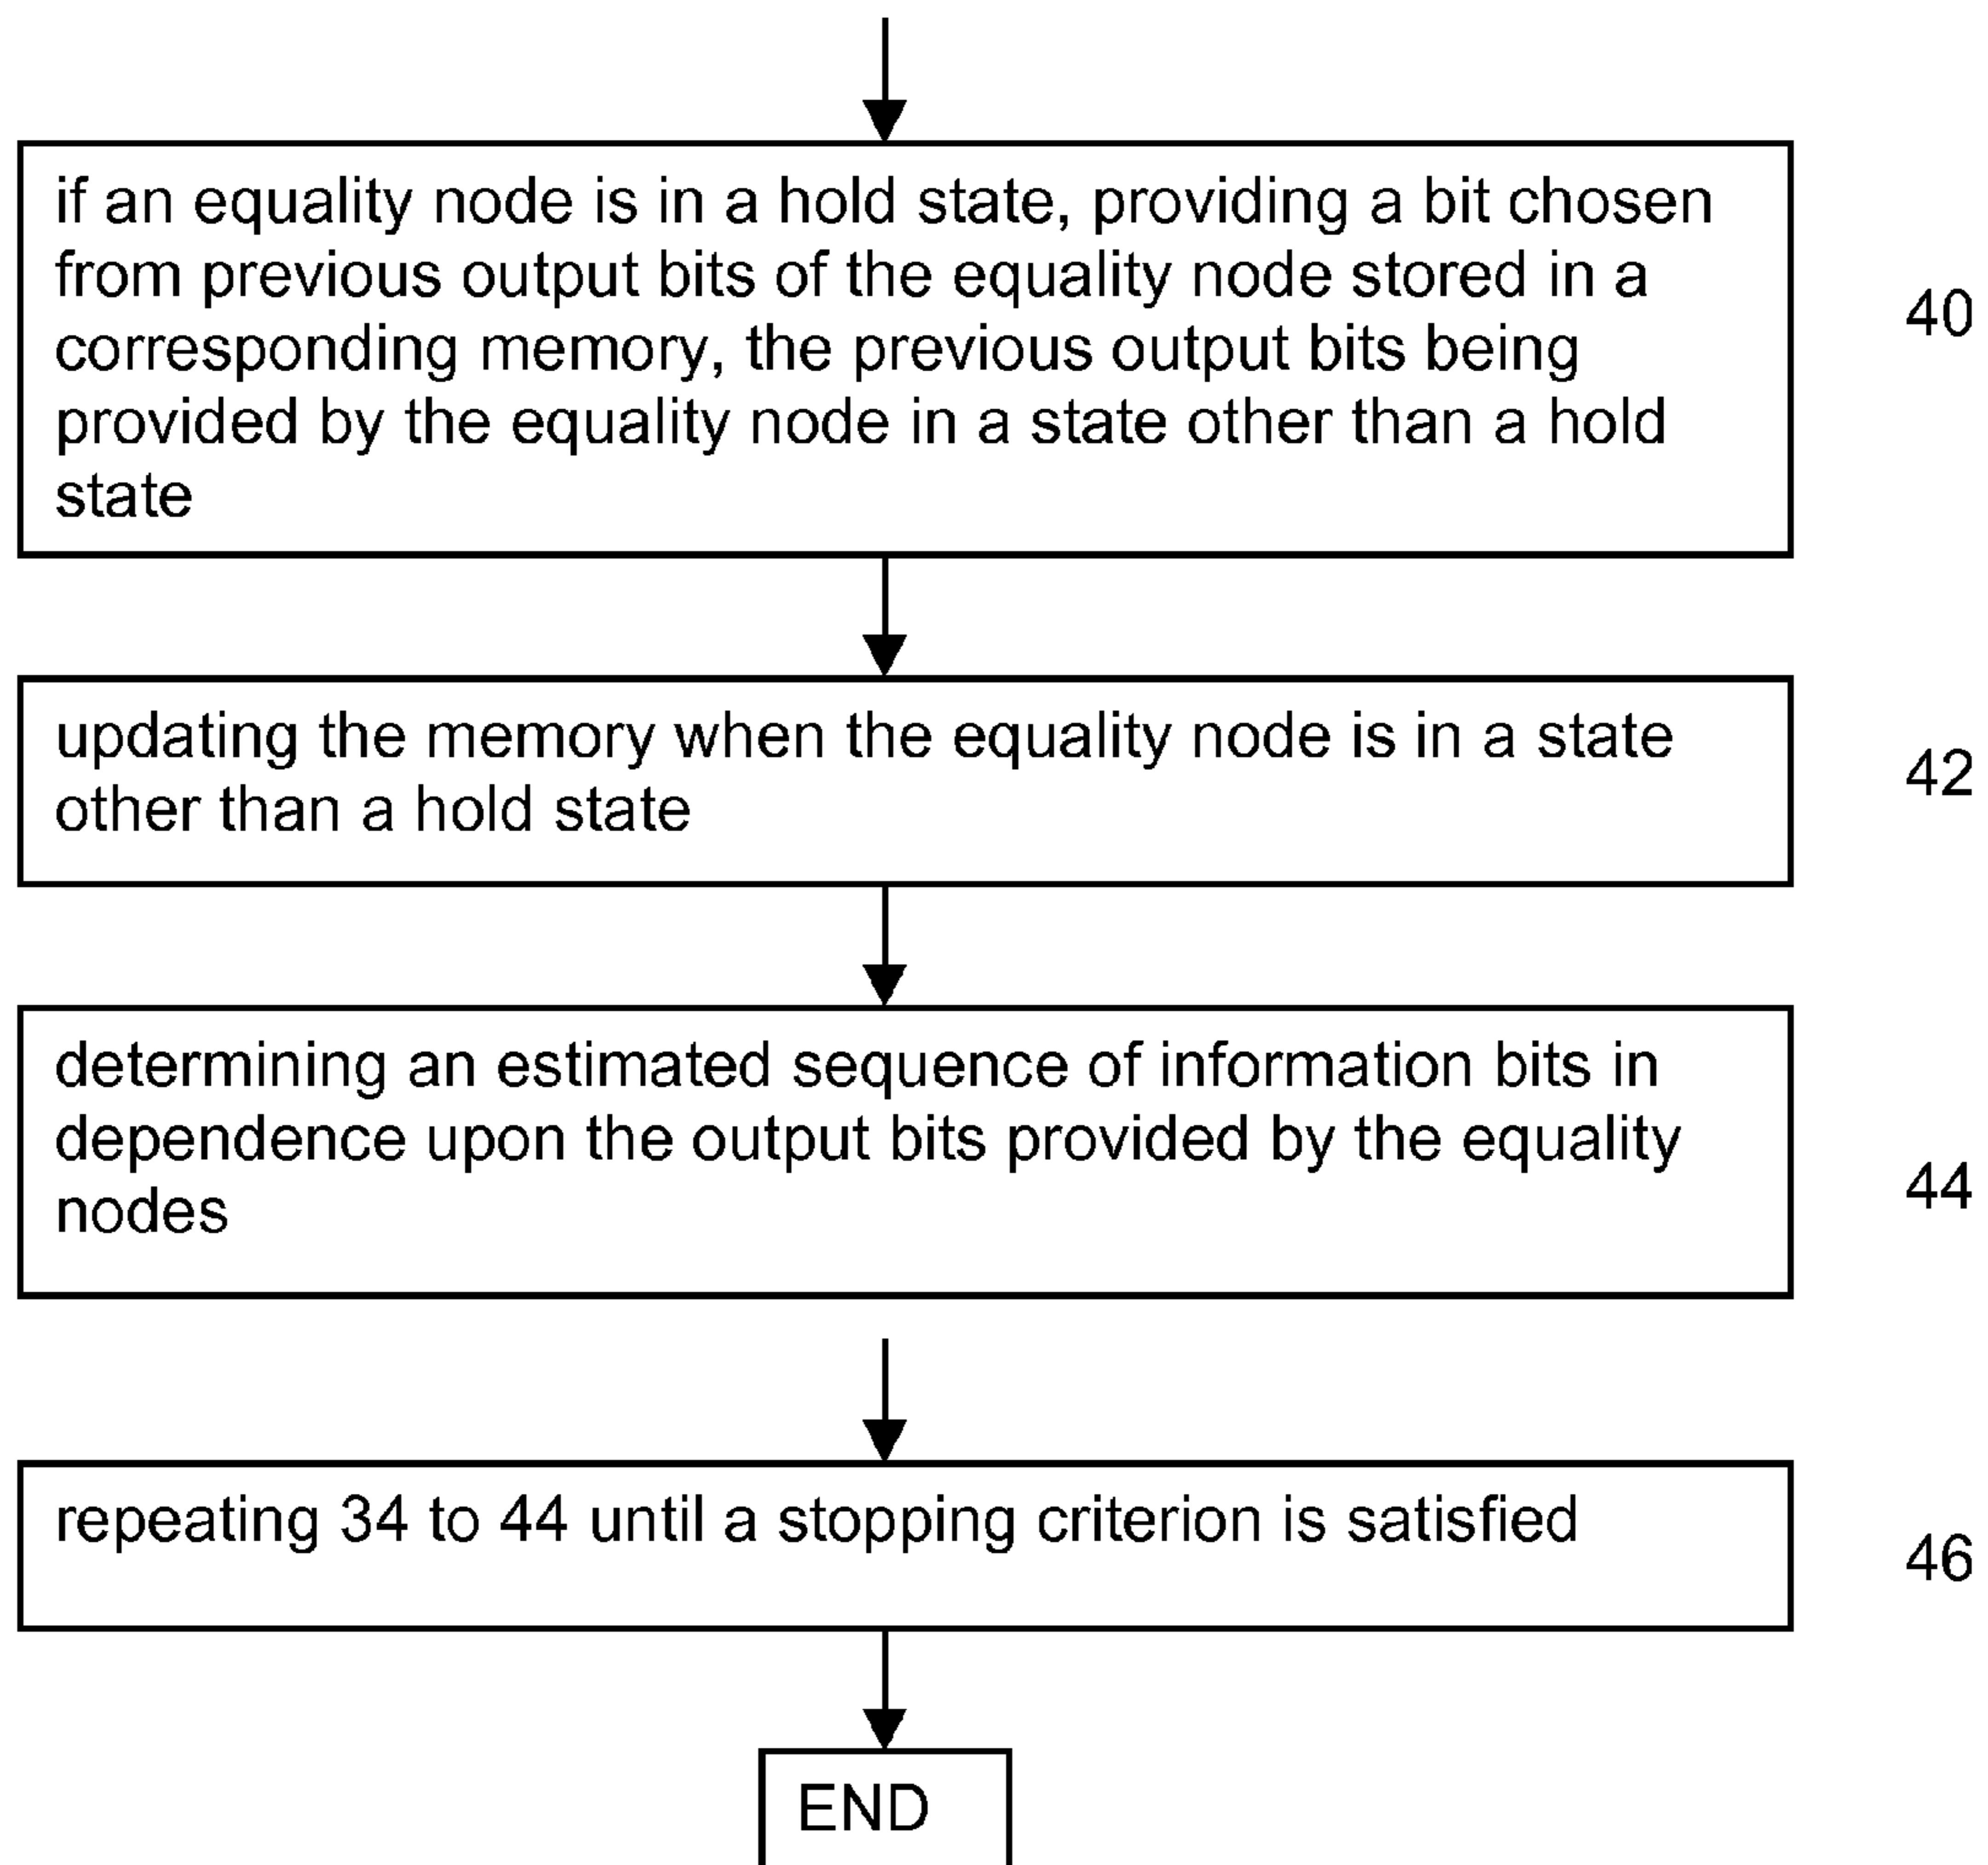 if an equality node is in a hold state, providing a bit chosen
from previous output bits of the equality node stored in a
corresponding memory, the previous output bits being
provided by the equality node in a state other than a hold
state
40
updating the memory when the equality node is in a state
other than a hold state
42
determining an estimated sequence of information bits in
dependence upon the output bits provided by the equality
nodes
44
repeating 34 to 44 until a stopping criterion is satisfied
46
END